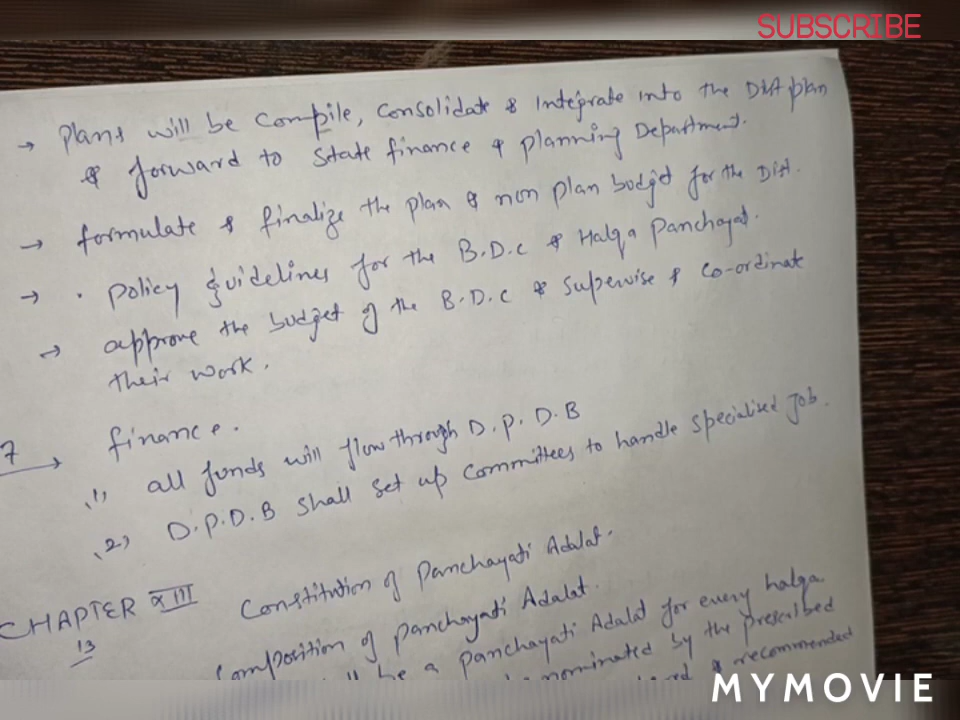 SUBSCRIBE
→ Plans will be Compile, Consolidate & Integrate into the Dist plan
& forward to State finance & planning Department.
→ formulate & finalize the plan & non plan budjet for the Dist.
→ . Policy guidelines for the B.D.C & Halqa Panchayat.
→ approve the budjet of the B.D.C & Supervise & Co-ordinate
their work.
7 → finance.
(1) all funds will flow through D.P.D.B
(2) D.P.D.B shall set up committees to handle specialised Job.
CHAPTER XIII Constitution of Panchayati Adalat.
13 Composition of Panchayati Adalat.
be a Panchayati Adalat for every halqa.
nominated by the prescribed
& recommended
MYMOVIE